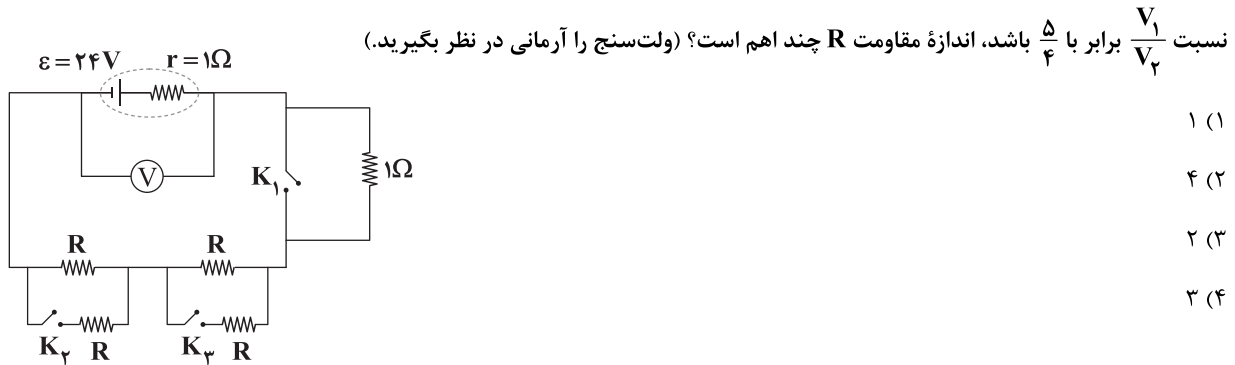 نسبت V₁/V₂ برابر با ۵/۴ باشد، اندازهٔ مقاومت R چند اهم است؟ (ولت‌سنج را آرمانی در نظر بگیرید.)
۱) ۱
۲) ۴
۳) ۲
۴) ۳
ε = ۲۴V r = ۱Ω
V
K₁ ۱Ω
R R
K₂ R K₃ R